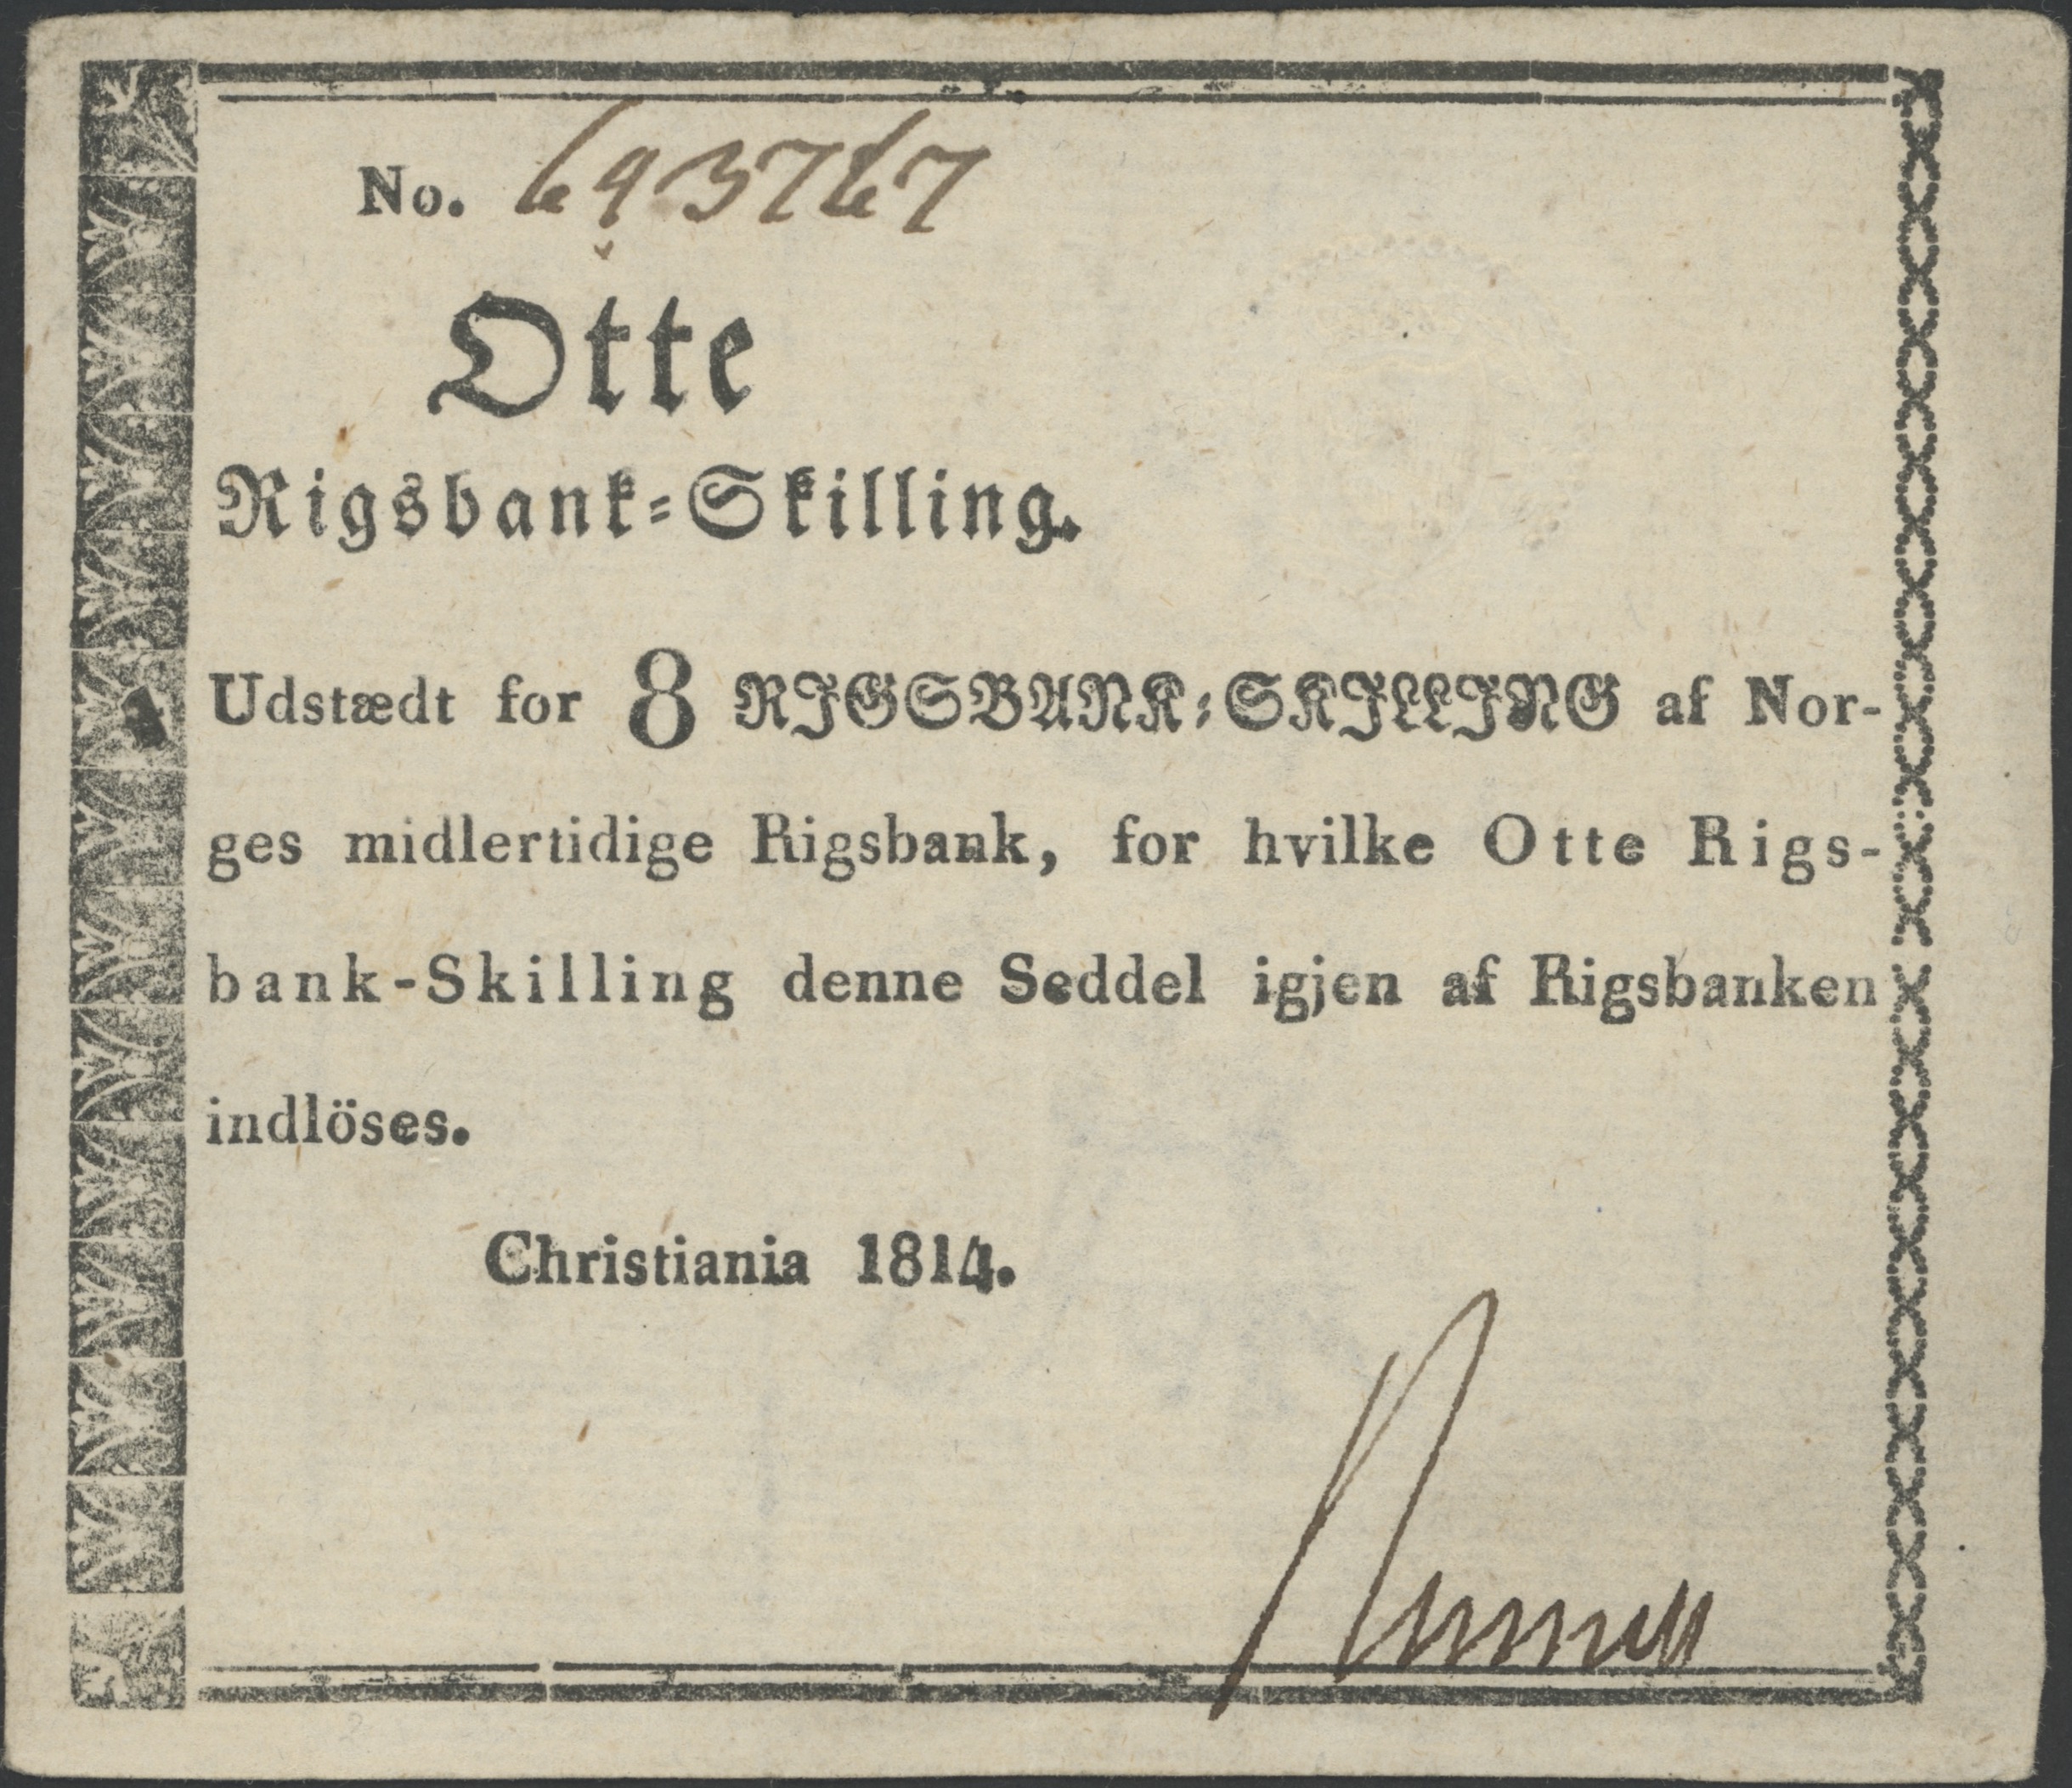 No. 693767
Otte
Rigsbank=Skilling.
Udstædt for 8 RIGSBANK=SKILLING af Nor-
ges midlertidige Rigsbank, for hvilke Otte Rigs-
bank-Skilling denne Seddel igjen af Rigsbanken
indlöses.
Christiania 1814.